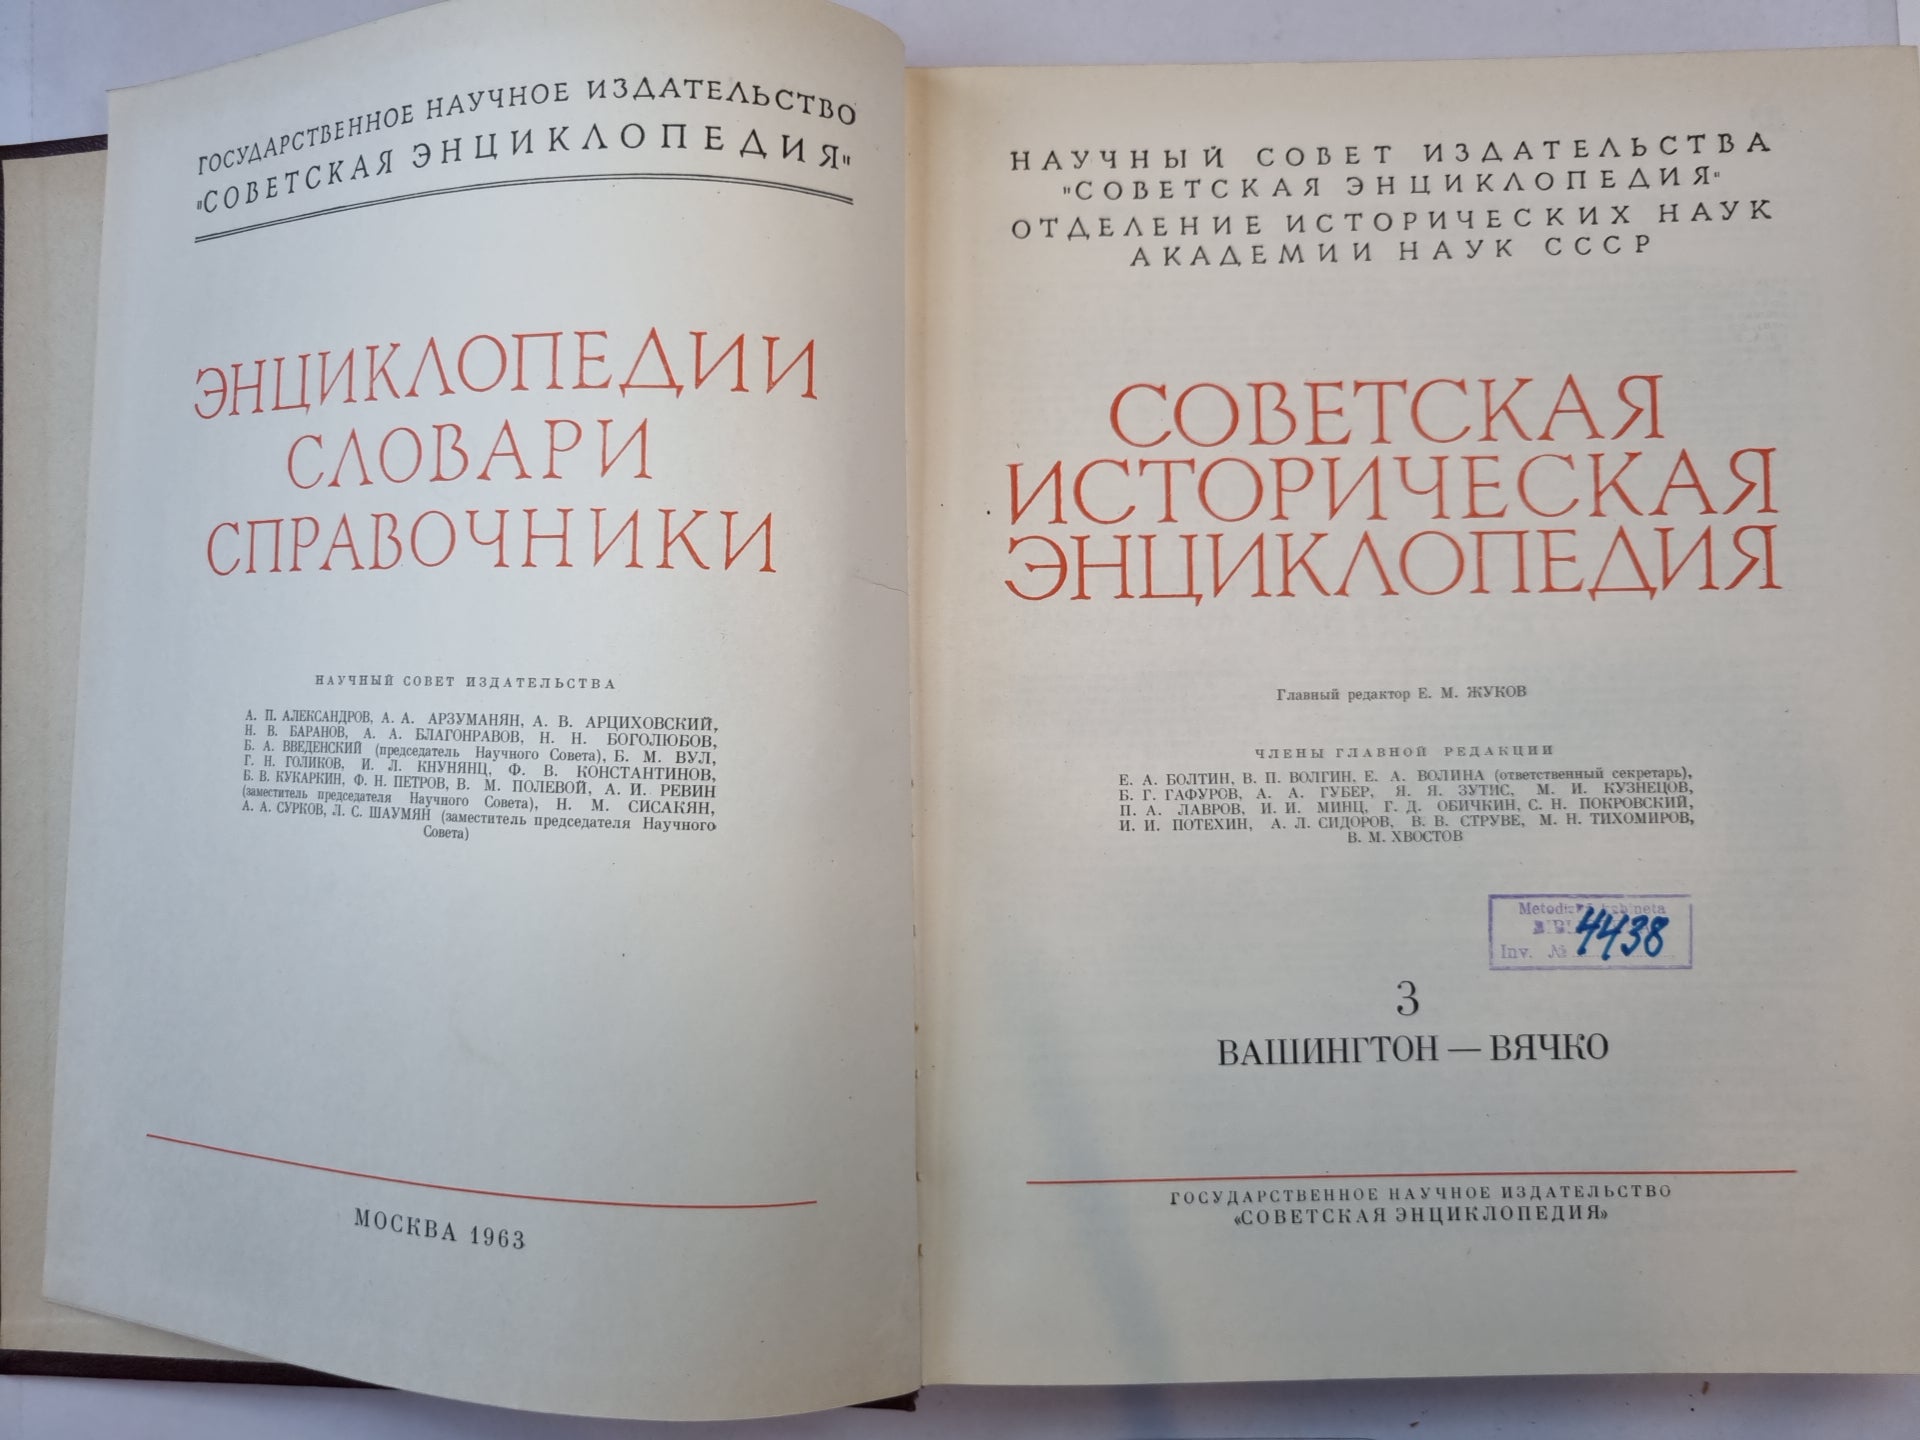 ГОСУДАРСТВЕННОЕ НАУЧНОЕ ИЗДАТЕЛЬСТВО
"СОВЕТСКАЯ ЭНЦИКЛОПЕДИЯ"
ЭНЦИКЛОПЕДИИ
СЛОВАРИ
СПРАВОЧНИКИ
НАУЧНЫЙ СОВЕТ ИЗДАТЕЛЬСТВА
А. П. АЛЕКСАНДРОВ, А. А. АРЗУМАНЯН, А. В. АРЦИХОВСКИЙ,
Н. В. БАРАНОВ, А. А. БЛАГОНРАВОВ, Н. Н. БОГОЛЮБОВ,
Б. А. ВВЕДЕНСКИЙ (председатель Научного Совета), Б. М. ВУЛ,
Г. Н. ГОЛИКОВ, И. Л. КНУНЯНЦ, Ф. В. КОНСТАНТИНОВ,
Б. В. КУКАРКИН, Ф. Н. ПЕТРОВ, В. М. ПОЛЕВОЙ, А. И. РЕВИН
(заместитель председателя Научного Совета), Н. М. СИСАКЯН,
А. А. СУРКОВ, Л. С. ШАУМЯН (заместитель председателя Научного
Совета)
МОСКВА 1963
НАУЧНЫЙ СОВЕТ ИЗДАТЕЛЬСТВА
"СОВЕТСКАЯ ЭНЦИКЛОПЕДИЯ"
ОТДЕЛЕНИЕ ИСТОРИЧЕСКИХ НАУК
АКАДЕМИИ НАУК СССР
СОВЕТСКАЯ
ИСТОРИЧЕСКАЯ
ЭНЦИКЛОПЕДИЯ
Главный редактор Е. М. ЖУКОВ
ЧЛЕНЫ ГЛАВНОЙ РЕДАКЦИИ
Е. А. БОЛТИН, В. П. ВОЛГИН, Е. А. ВОЛИНА (ответственный секретарь),
Б. Г. ГАФУРОВ, А. А. ГУБЕР, Я. Я. ЗУТИС, М. И. КУЗНЕЦОВ,
П. А. ЛАВРОВ, И. И. МИНЦ, Г. Д. ОБИЧКИН, С. Н. ПОКРОВСКИЙ,
И. И. ПОТЕХИН, А. Л. СИДОРОВ, В. В. СТРУВЕ, М. Н. ТИХОМИРОВ,
В. М. ХВОСТОВ
Inv. № 4438
3
ВАШИНГТОН — ВЯЧКО
ГОСУДАРСТВЕННОЕ НАУЧНОЕ ИЗДАТЕЛЬСТВО
«СОВЕТСКАЯ ЭНЦИКЛОПЕДИЯ»